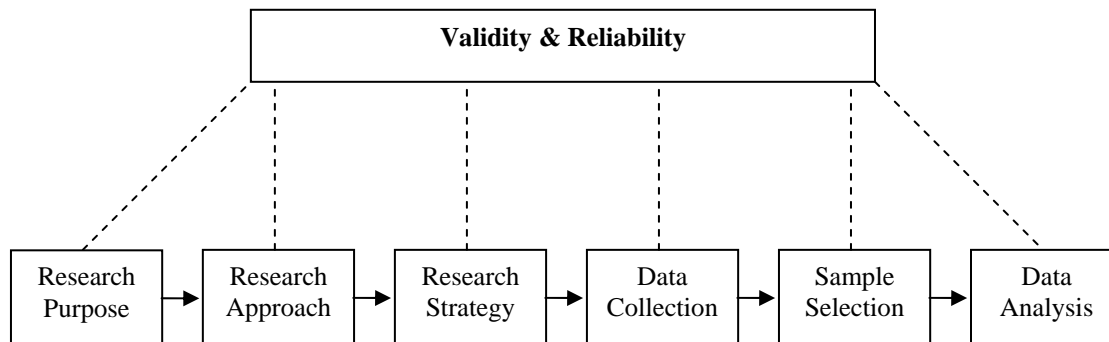 Validity & Reliability
Research
Purpose
Research
Approach
Research
Strategy
Data
Collection
Sample
Selection
Data
Analysis